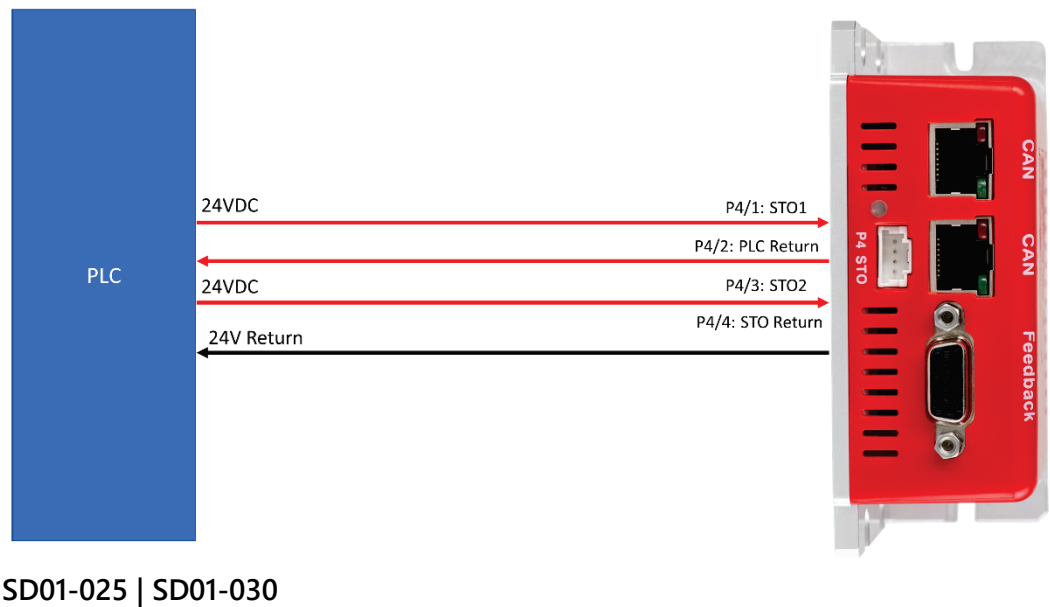 24VDC
P4/1: STO1
P4/2: PLC Return
24VDC
P4/3: STO2
P4/4: STO Return
24V Return
PLC
CAN
CAN
P4 STO
Feedback
SD01-025 | SD01-030